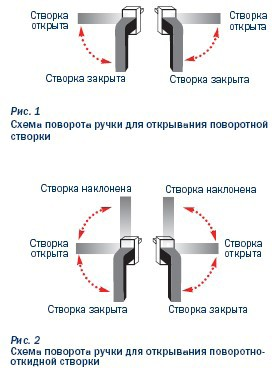 Створка открыта
Створка открыта
Створка закрыта
Створка закрыта
Рис. 1
Схема поворота ручки для открывания поворотной
створки
Створка наклонена
Створка наклонена
Створка открыта
Створка открыта
Створка закрыта
Створка закрыта
Рис. 2
Схема поворота ручки для открывания поворотно-
откидной створки